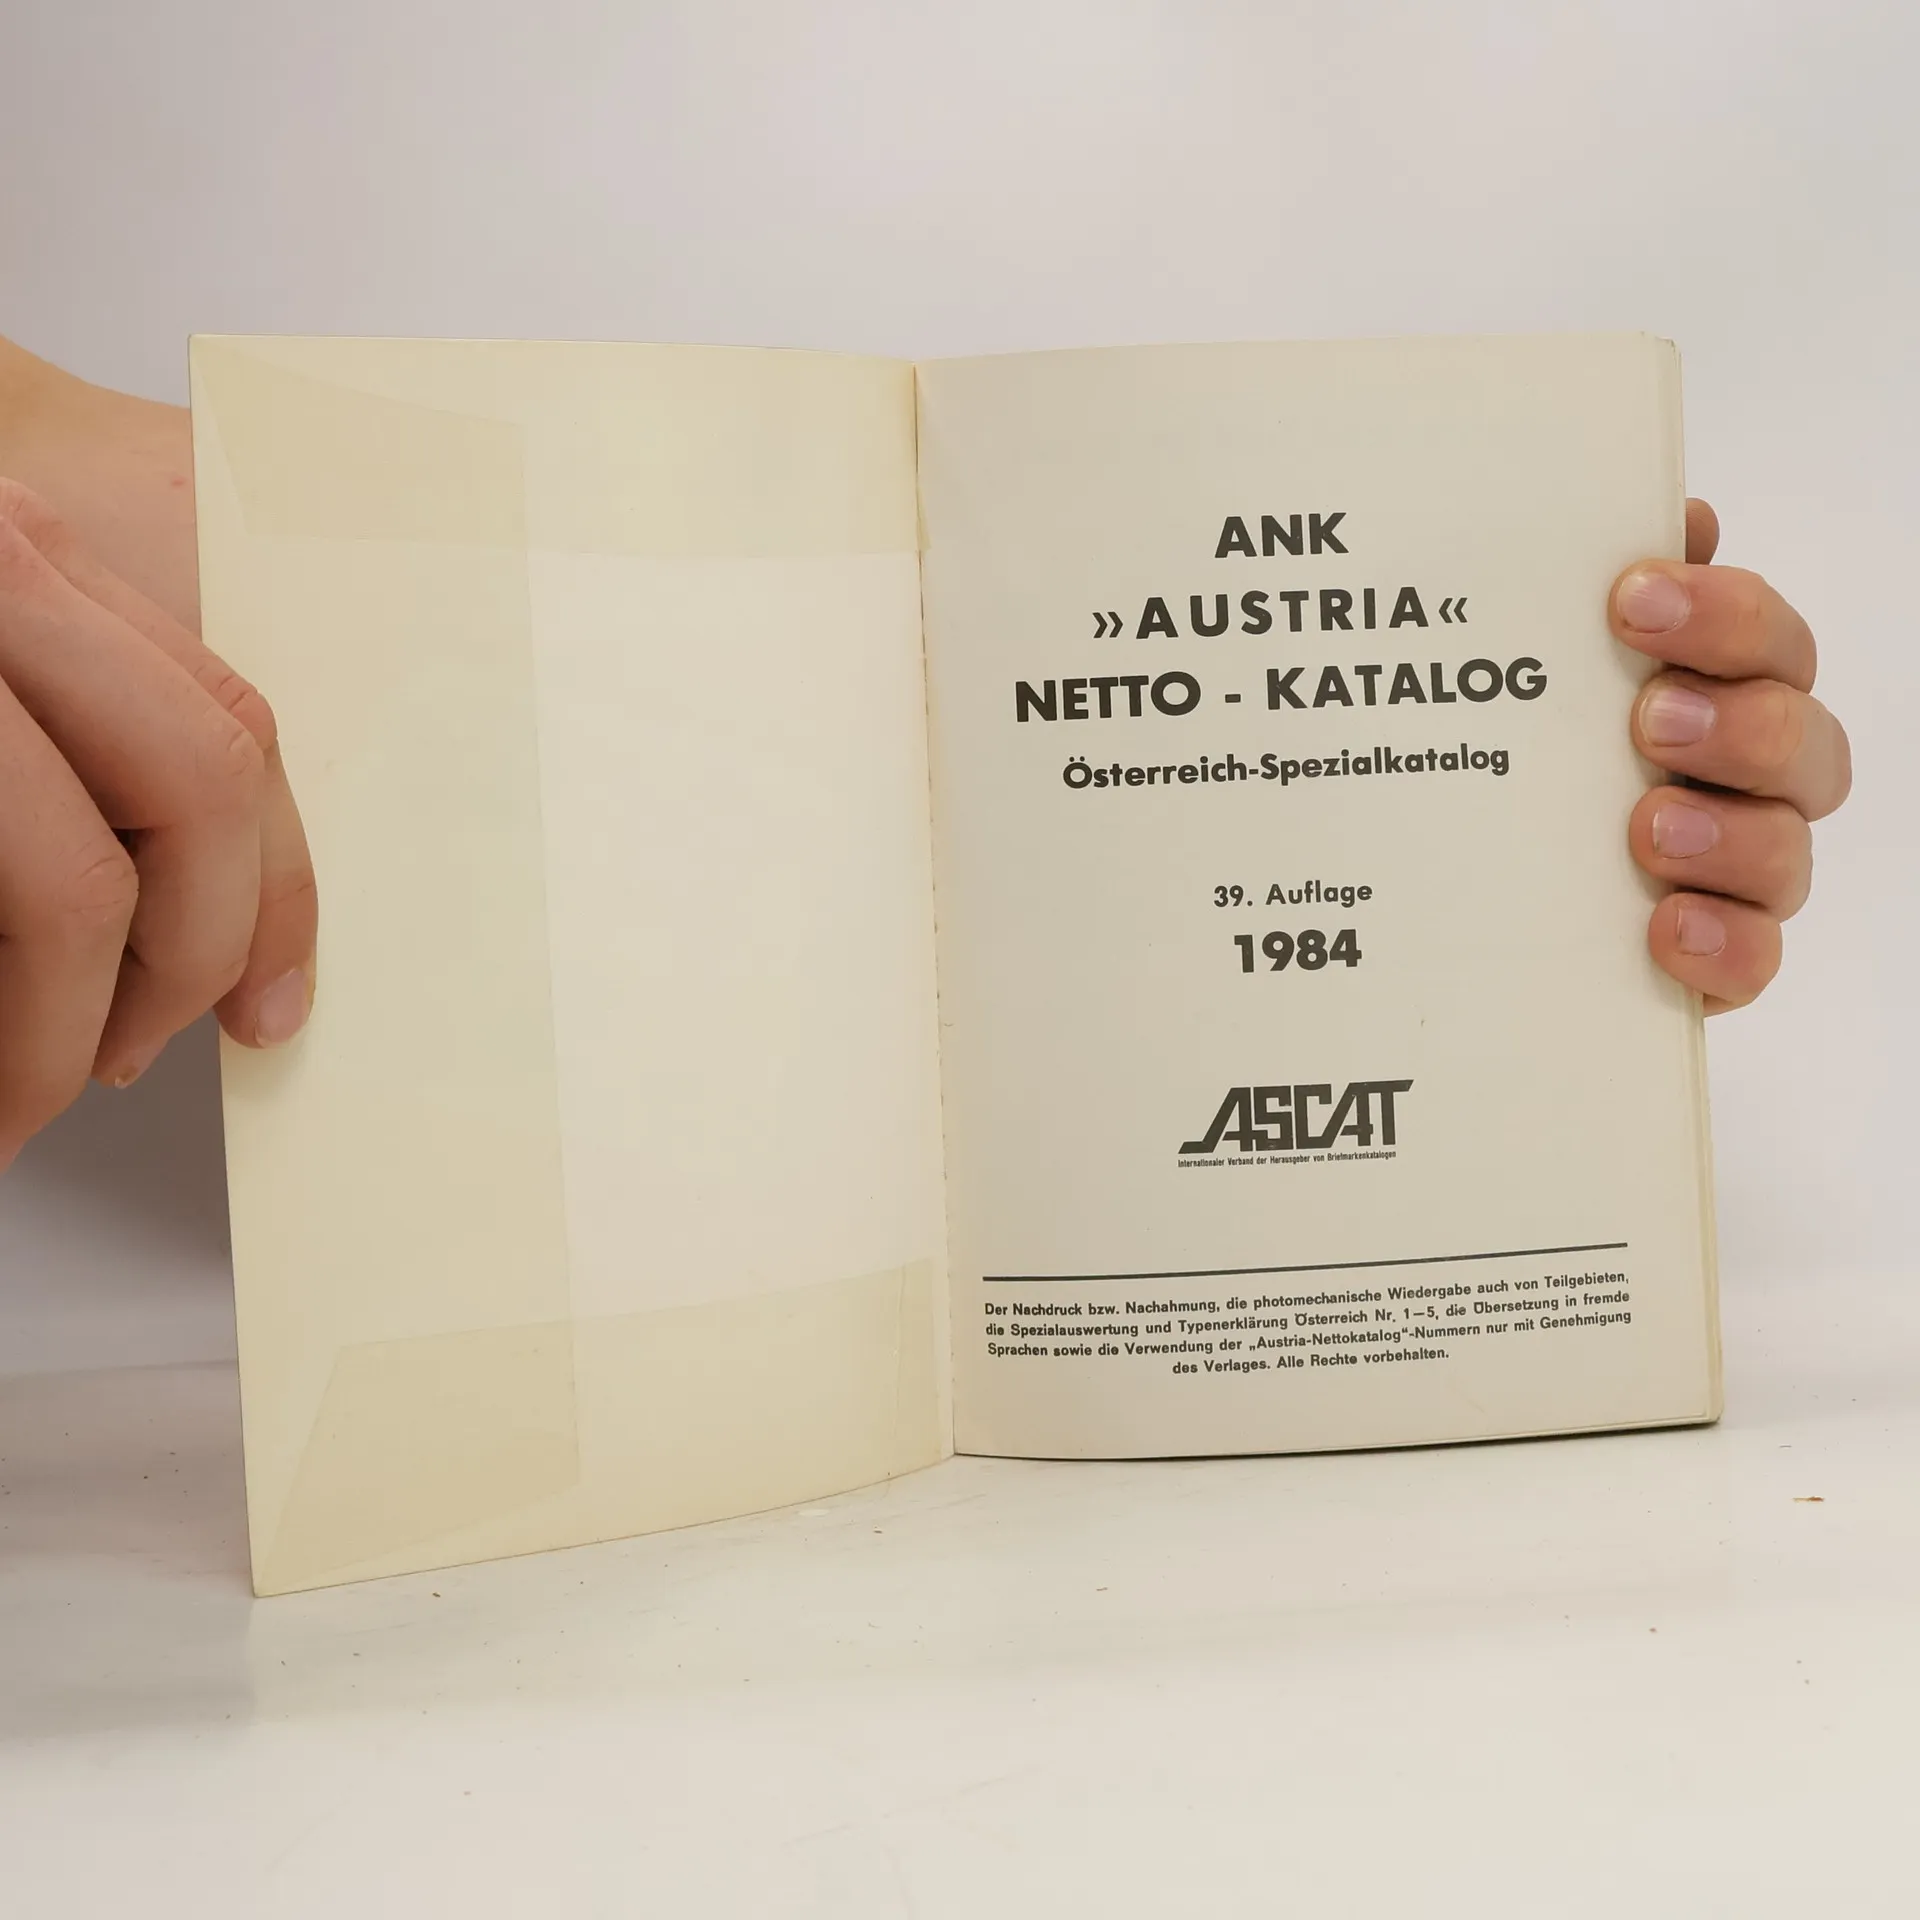 ANK
»AUSTRIA«
NETTO - KATALOG
Österreich-Spezialkatalog
39. Auflage
1984
ASCAT
Internationaler Verband der Herausgeber von Briefmarkenkatalogen
Der Nachdruck bzw. Nachahmung, die photomechanische Wiedergabe auch von Teilgebieten,
die Spezialauswertung und Typenerklärung Österreich Nr. 1—5, die Übersetzung in fremde
Sprachen sowie die Verwendung der „Austria-Nettokatalog“-Nummern nur mit Genehmigung
des Verlages. Alle Rechte vorbehalten.